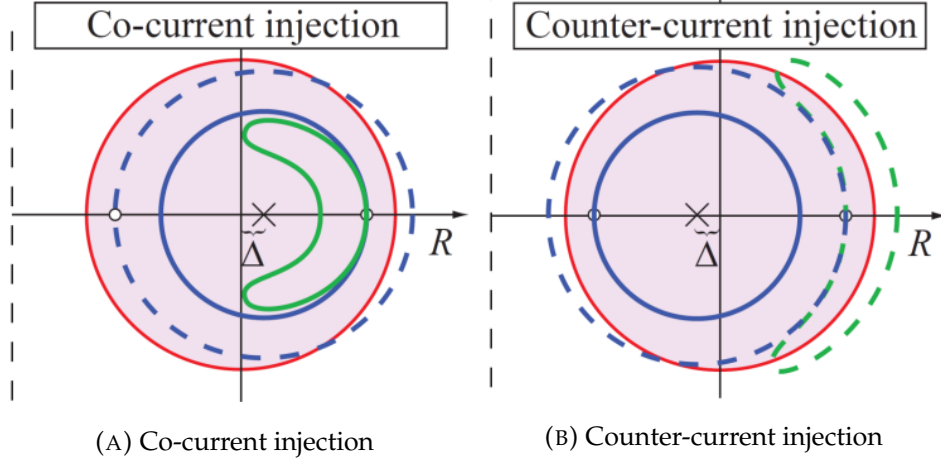 Co-current injection
Δ
R
(A) Co-current injection
Counter-current injection
Δ
R
(B) Counter-current injection